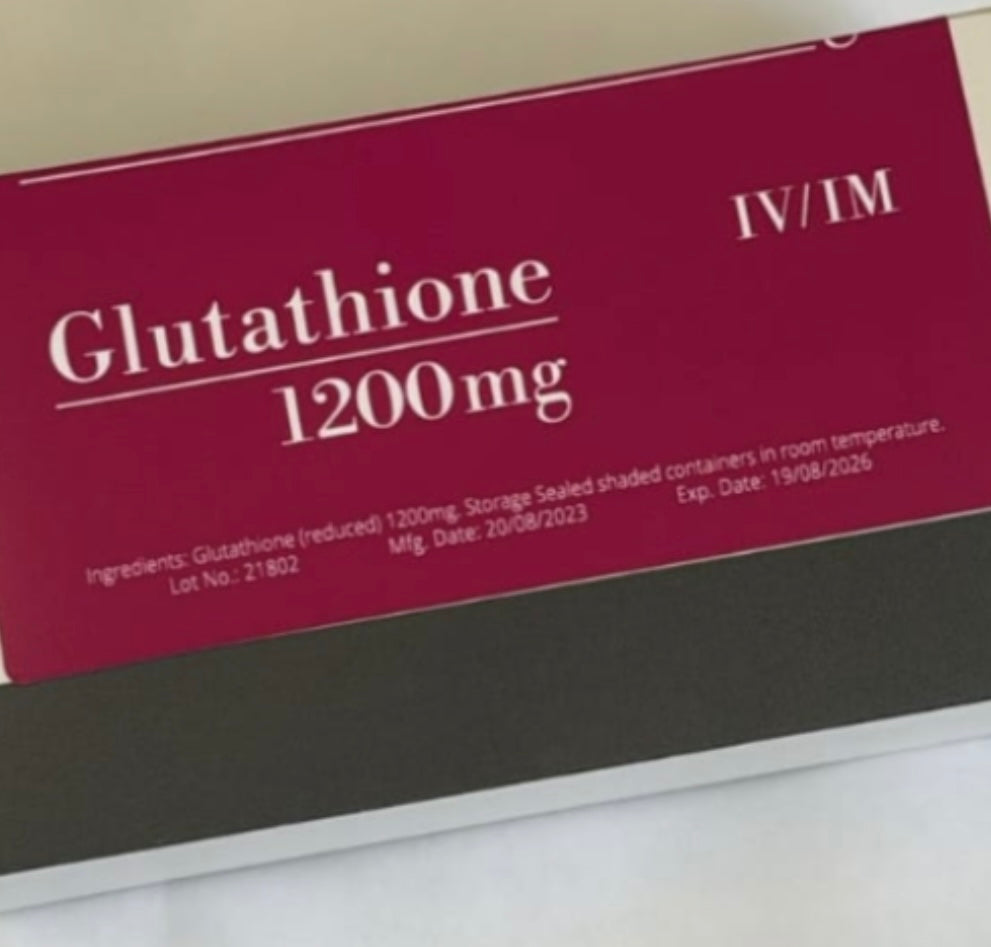 IV/IM
Glutathione
1200mg
Ingredients: Glutathione (reduced) 1200mg. Storage Sealed shaded containers in room temperature.
Lot No.: 21802 Mfg. Date: 20/08/2023 Exp. Date: 19/08/2026